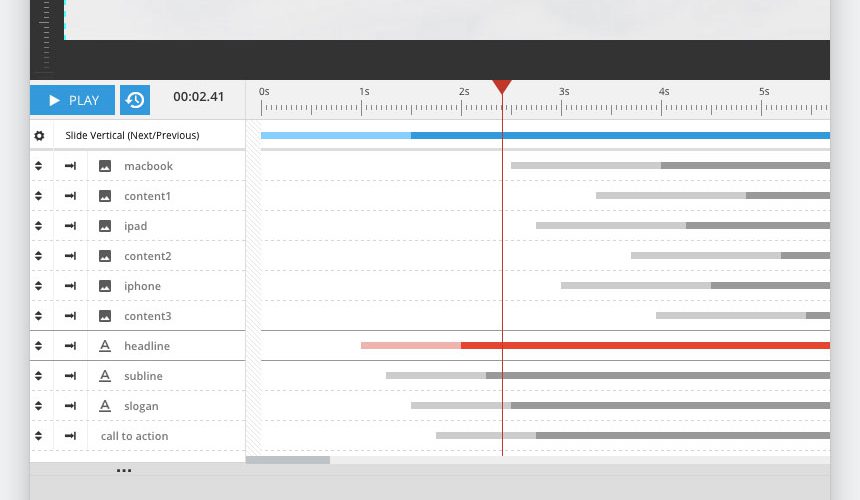 0s 1s 2s 3s 4s 5s
PLAY 00:02.41
Slide Vertical (Next/Previous)
macbook
content1
ipad
content2
iphone
content3
headline
subline
slogan
call to action